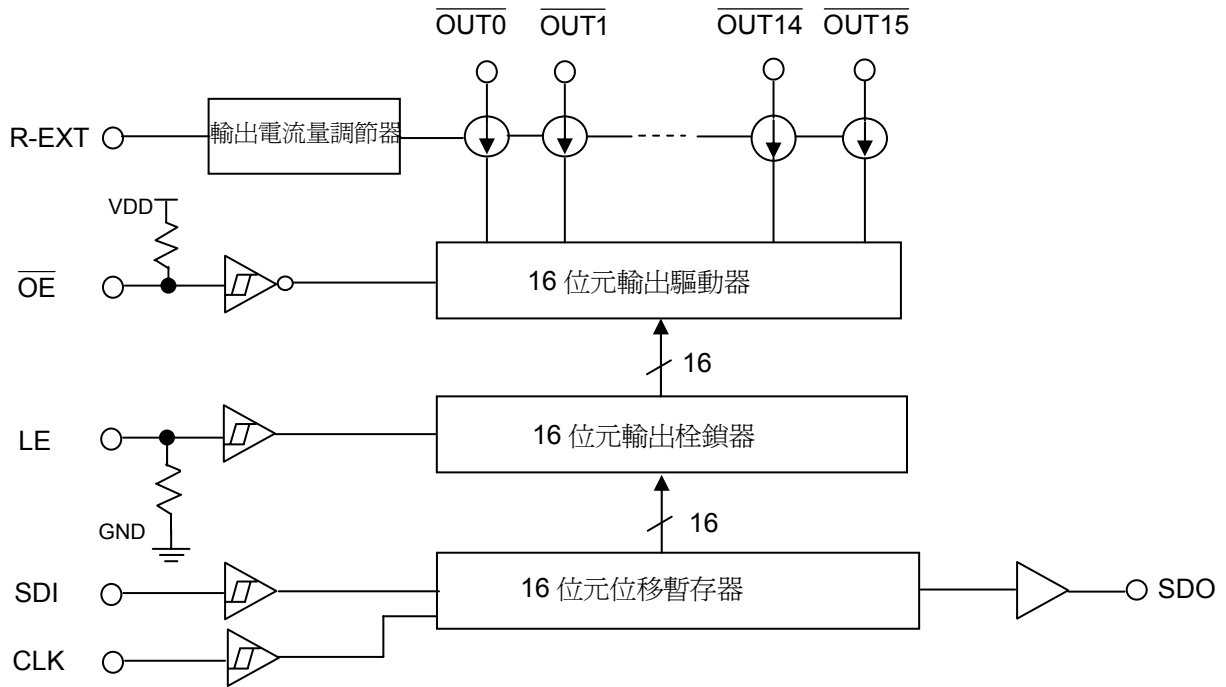 OUT0 OUT1 OUT14 OUT15
R-EXT 輸出電流量調節器
VDD
OE 16 位元輸出驅動器
16
LE 16 位元輸出栓鎖器
GND 16
SDI 16 位元位移暫存器 SDO
CLK